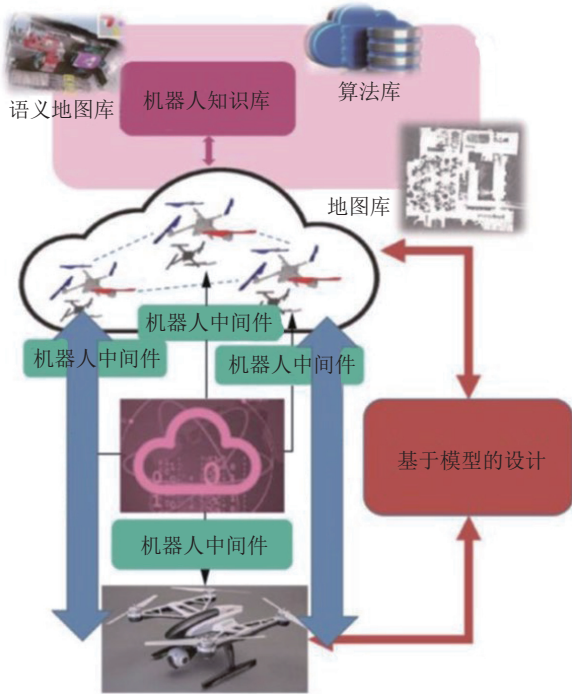 语义地图库
机器人知识库
算法库
地图库
机器人中间件
机器人中间件
机器人中间件
基于模型的设计
机器人中间件